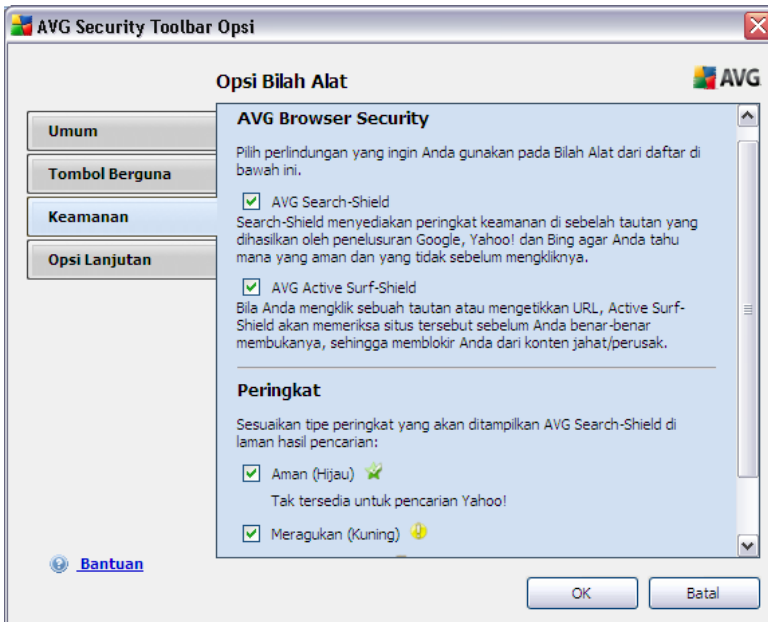 AVG Security Toolbar Opsi
Opsi Bilah Alat
AVG
Umum
Tombol Berguna
Keamanan
Opsi Lanjutan
AVG Browser Security
Pilih perlindungan yang ingin Anda gunakan pada Bilah Alat dari daftar di
bawah ini.
AVG Search-Shield
Search-Shield menyediakan peringkat keamanan di sebelah tautan yang
dihasilkan oleh penelusuran Google, Yahoo! dan Bing agar Anda tahu
mana yang aman dan yang tidak sebelum mengkliknya.
AVG Active Surf-Shield
Bila Anda mengklik sebuah tautan atau mengetikkan URL, Active Surf-
Shield akan memeriksa situs tersebut sebelum Anda benar-benar
membukanya, sehingga memblokir Anda dari konten jahat/perusak.
Peringkat
Sesuaikan tipe peringkat yang akan ditampilkan AVG Search-Shield di
laman hasil pencarian:
Aman (Hijau)
Tak tersedia untuk pencarian Yahoo!
Meragukan (Kuning)
Bantuan
OK
Batal